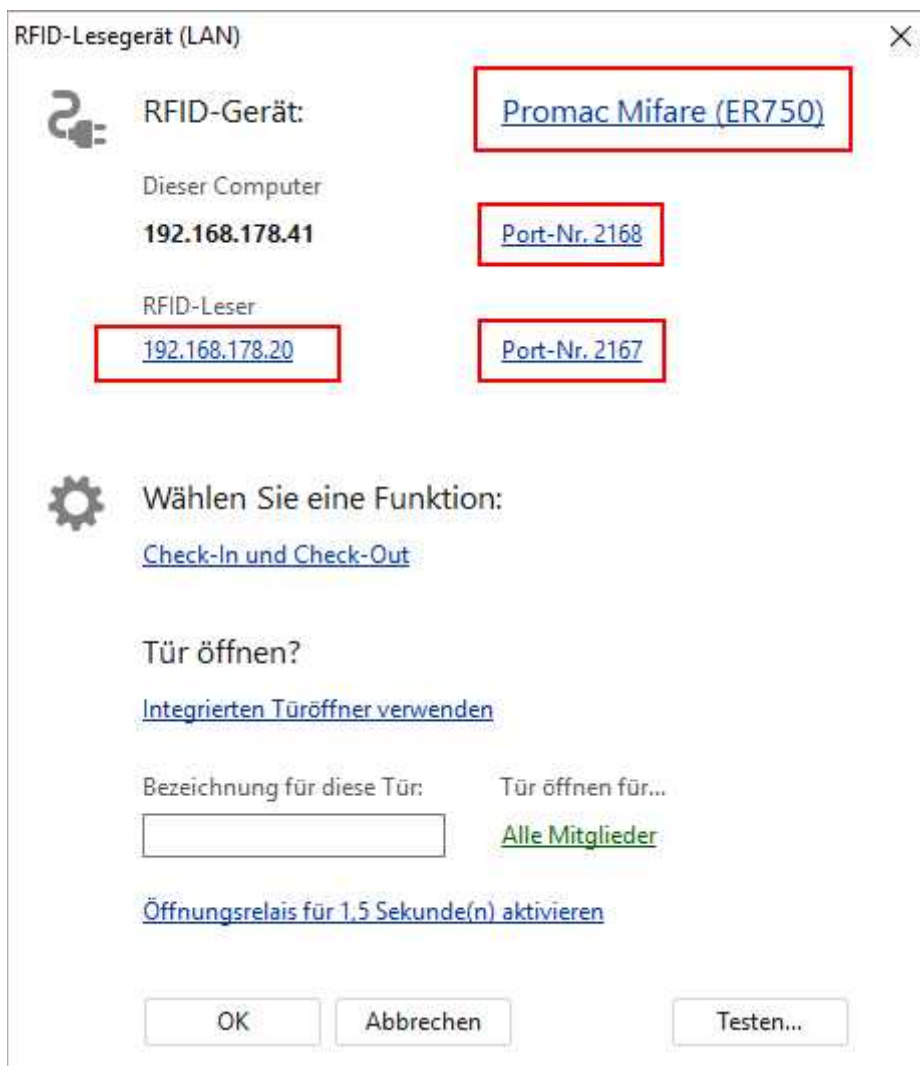 RFID-Lesegerät (LAN)
RFID-Gerät: Promac Mifare (ER750)
Dieser Computer
192.168.178.41 Port-Nr. 2168
RFID-Leser
192.168.178.20 Port-Nr. 2167
Wählen Sie eine Funktion:
Check-In und Check-Out
Tür öffnen?
Integrierten Türöffner verwenden
Bezeichnung für diese Tür: Tür öffnen für...
Alle Mitglieder
Öffnungsrelais für 1,5 Sekunde(n) aktivieren
OK Abbrechen Testen...